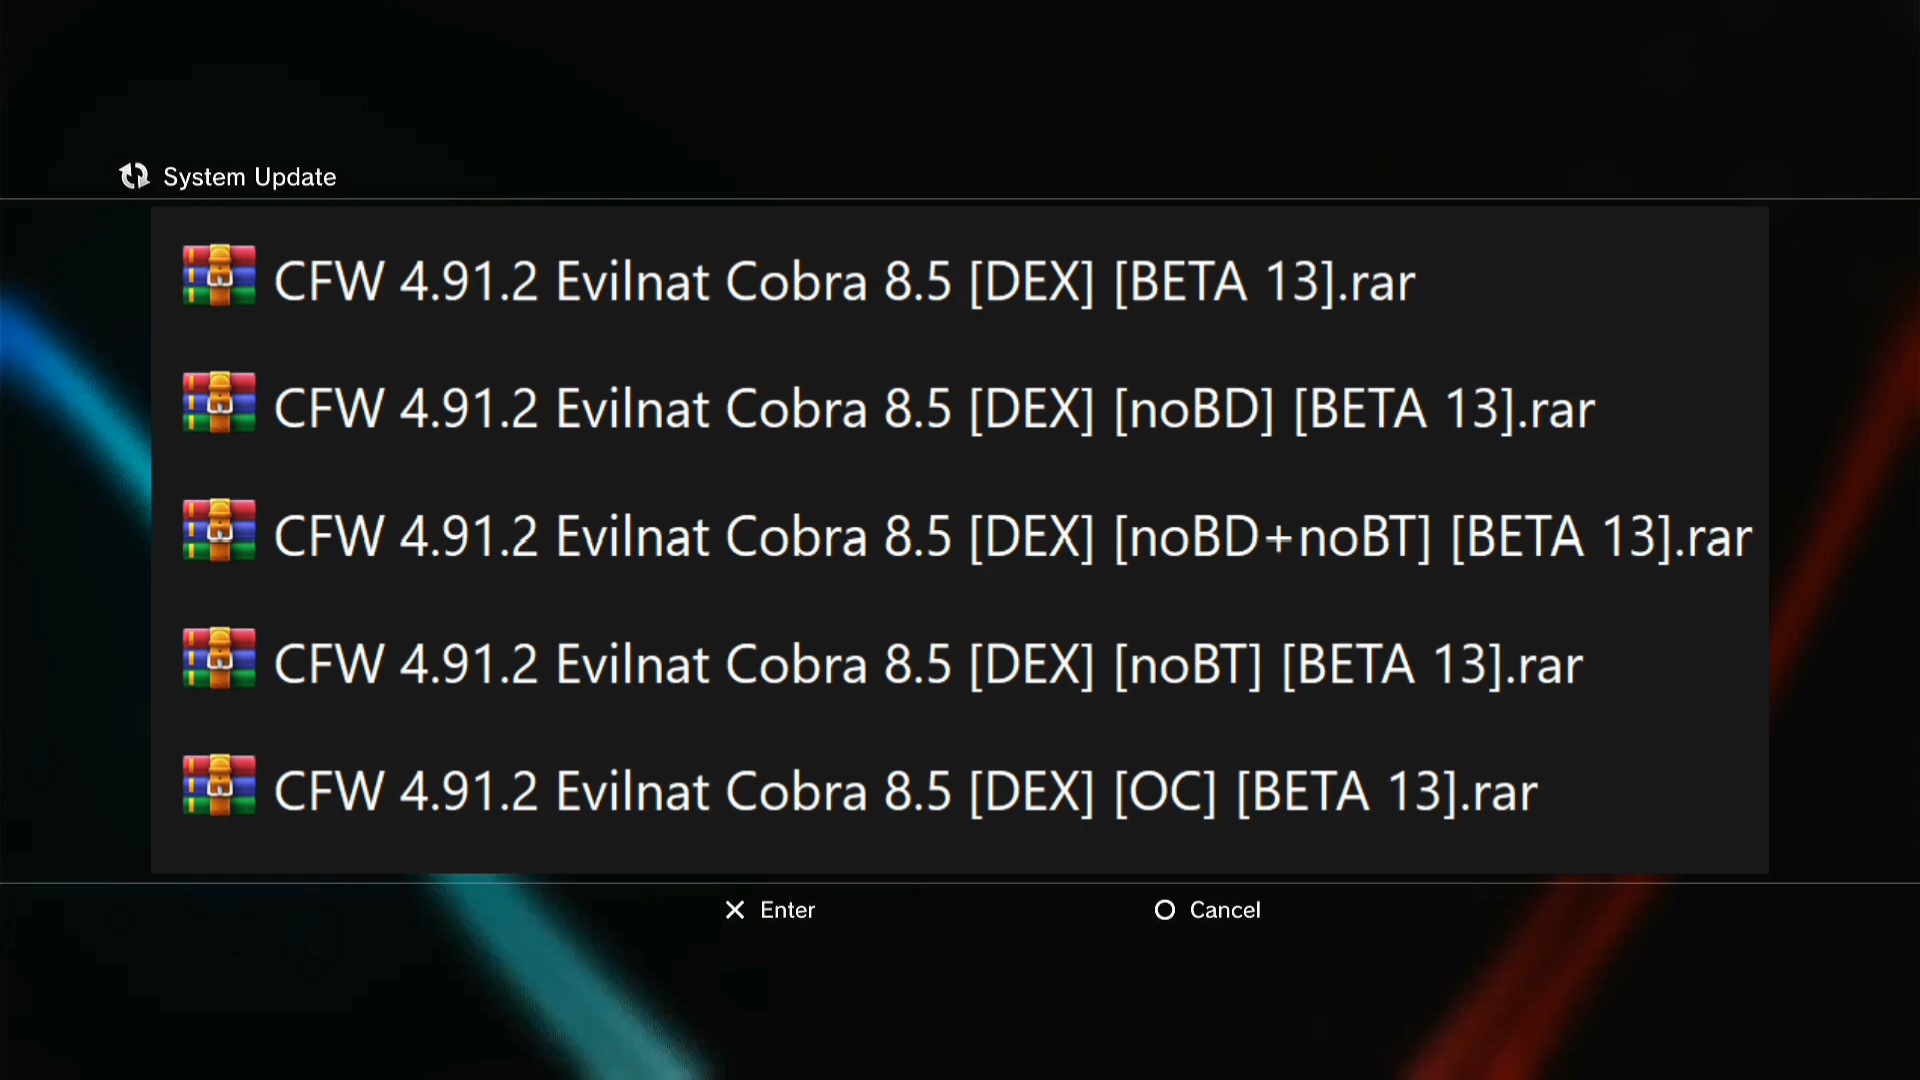 System Update
CFW 4.91.2 Evilnat Cobra 8.5 [DEX] [BETA 13].rar
CFW 4.91.2 Evilnat Cobra 8.5 [DEX] [noBD] [BETA 13].rar
CFW 4.91.2 Evilnat Cobra 8.5 [DEX] [noBD+noBT] [BETA 13].rar
CFW 4.91.2 Evilnat Cobra 8.5 [DEX] [noBT] [BETA 13].rar
CFW 4.91.2 Evilnat Cobra 8.5 [DEX] [OC] [BETA 13].rar
Enter Cancel